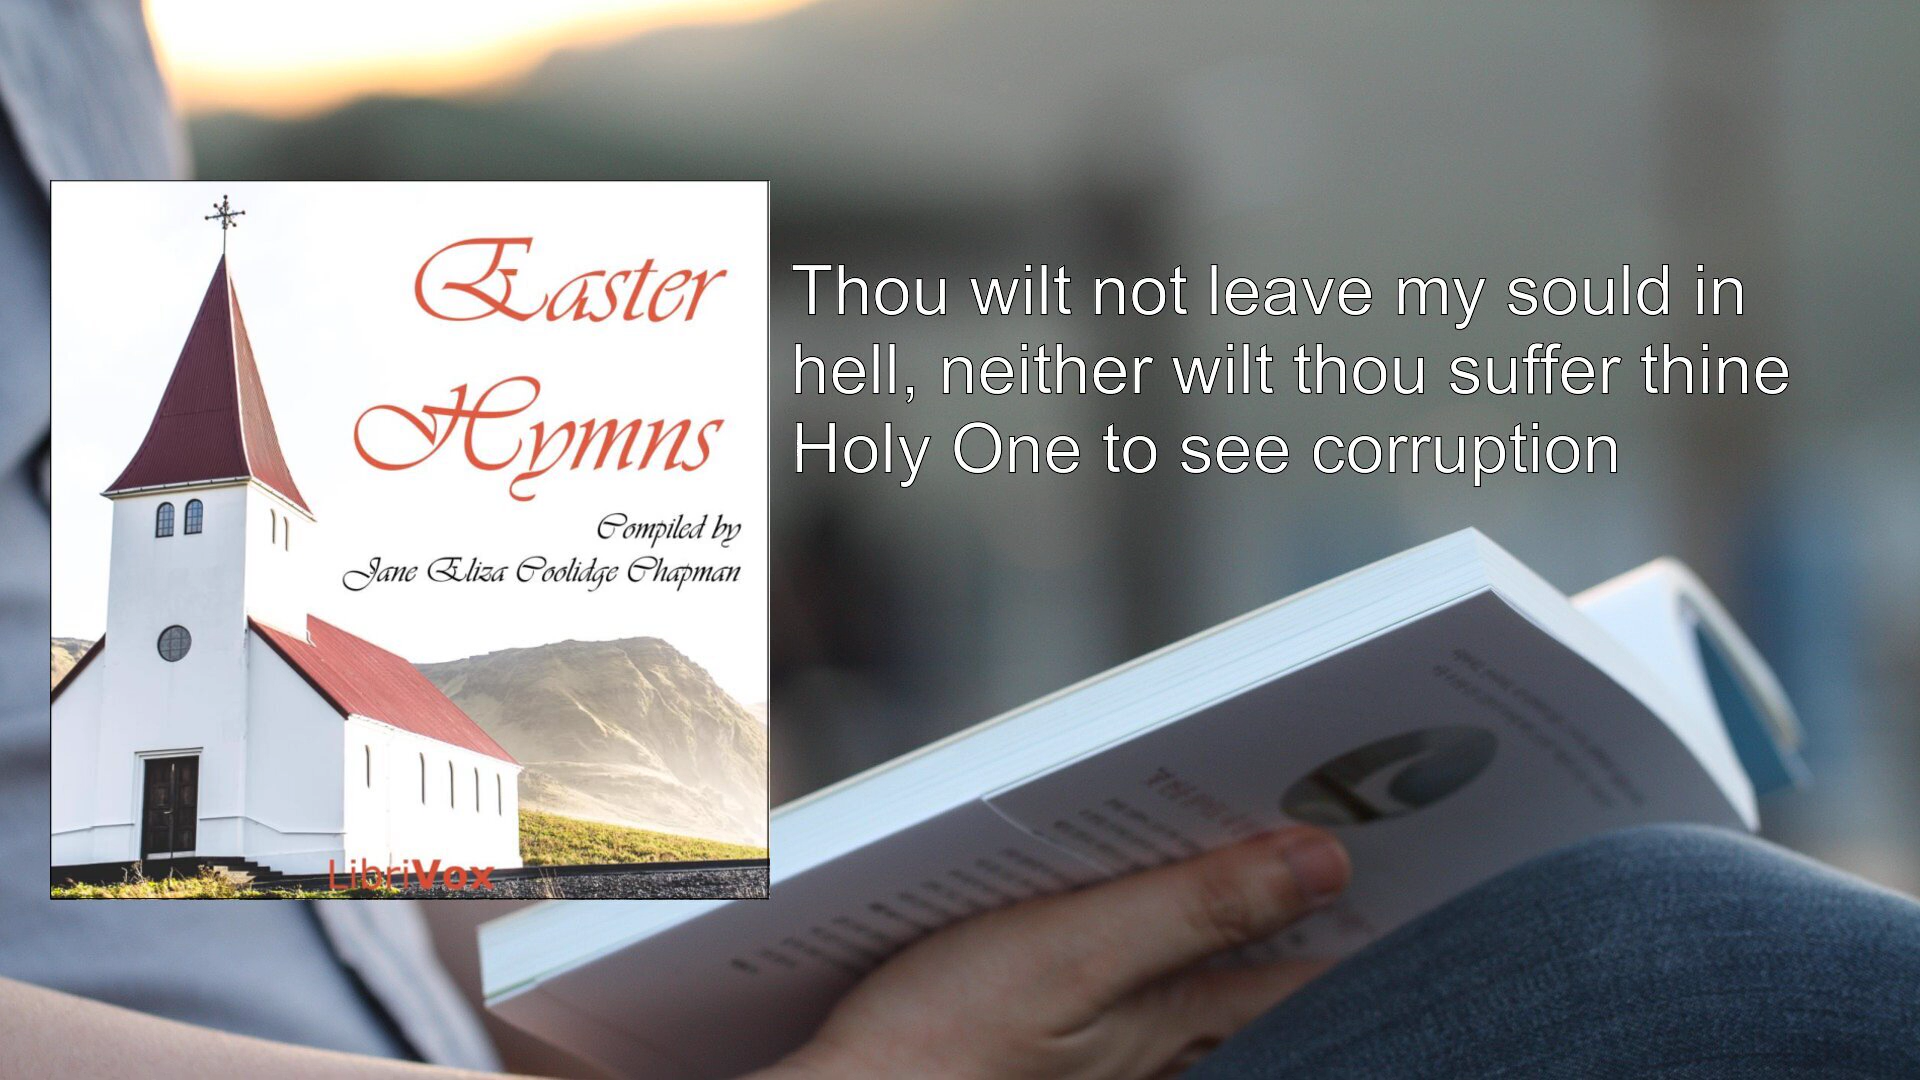 Easter
Hymns
Compiled by
Jane Eliza Coolidge Chapman
LibriVox
Thou wilt not leave my sould in
hell, neither wilt thou suffer thine
Holy One to see corruption